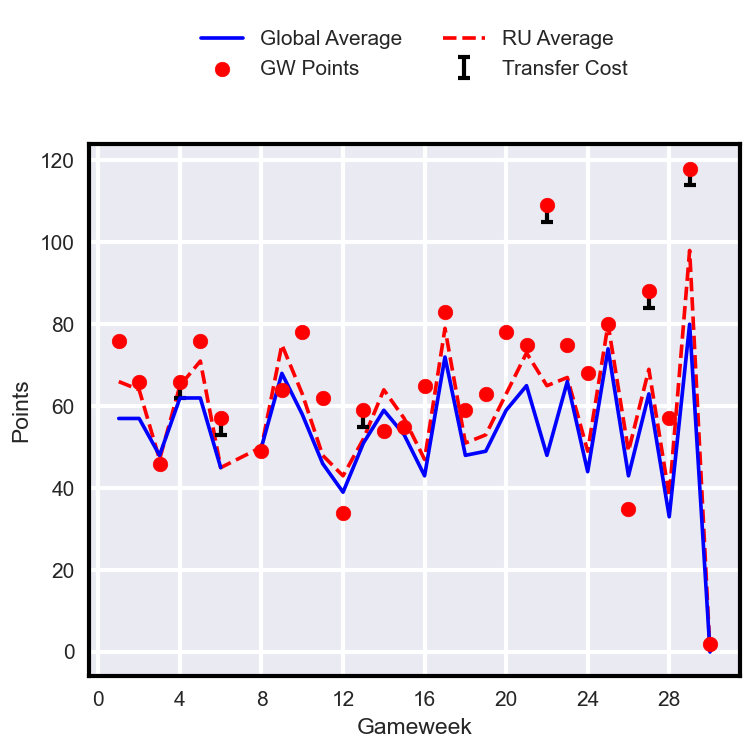 Global Average
RU Average
GW Points
Transfer Cost
120
100
80
60
40
20
0
Points
0 4 8 12 16 20 24 28
Gameweek